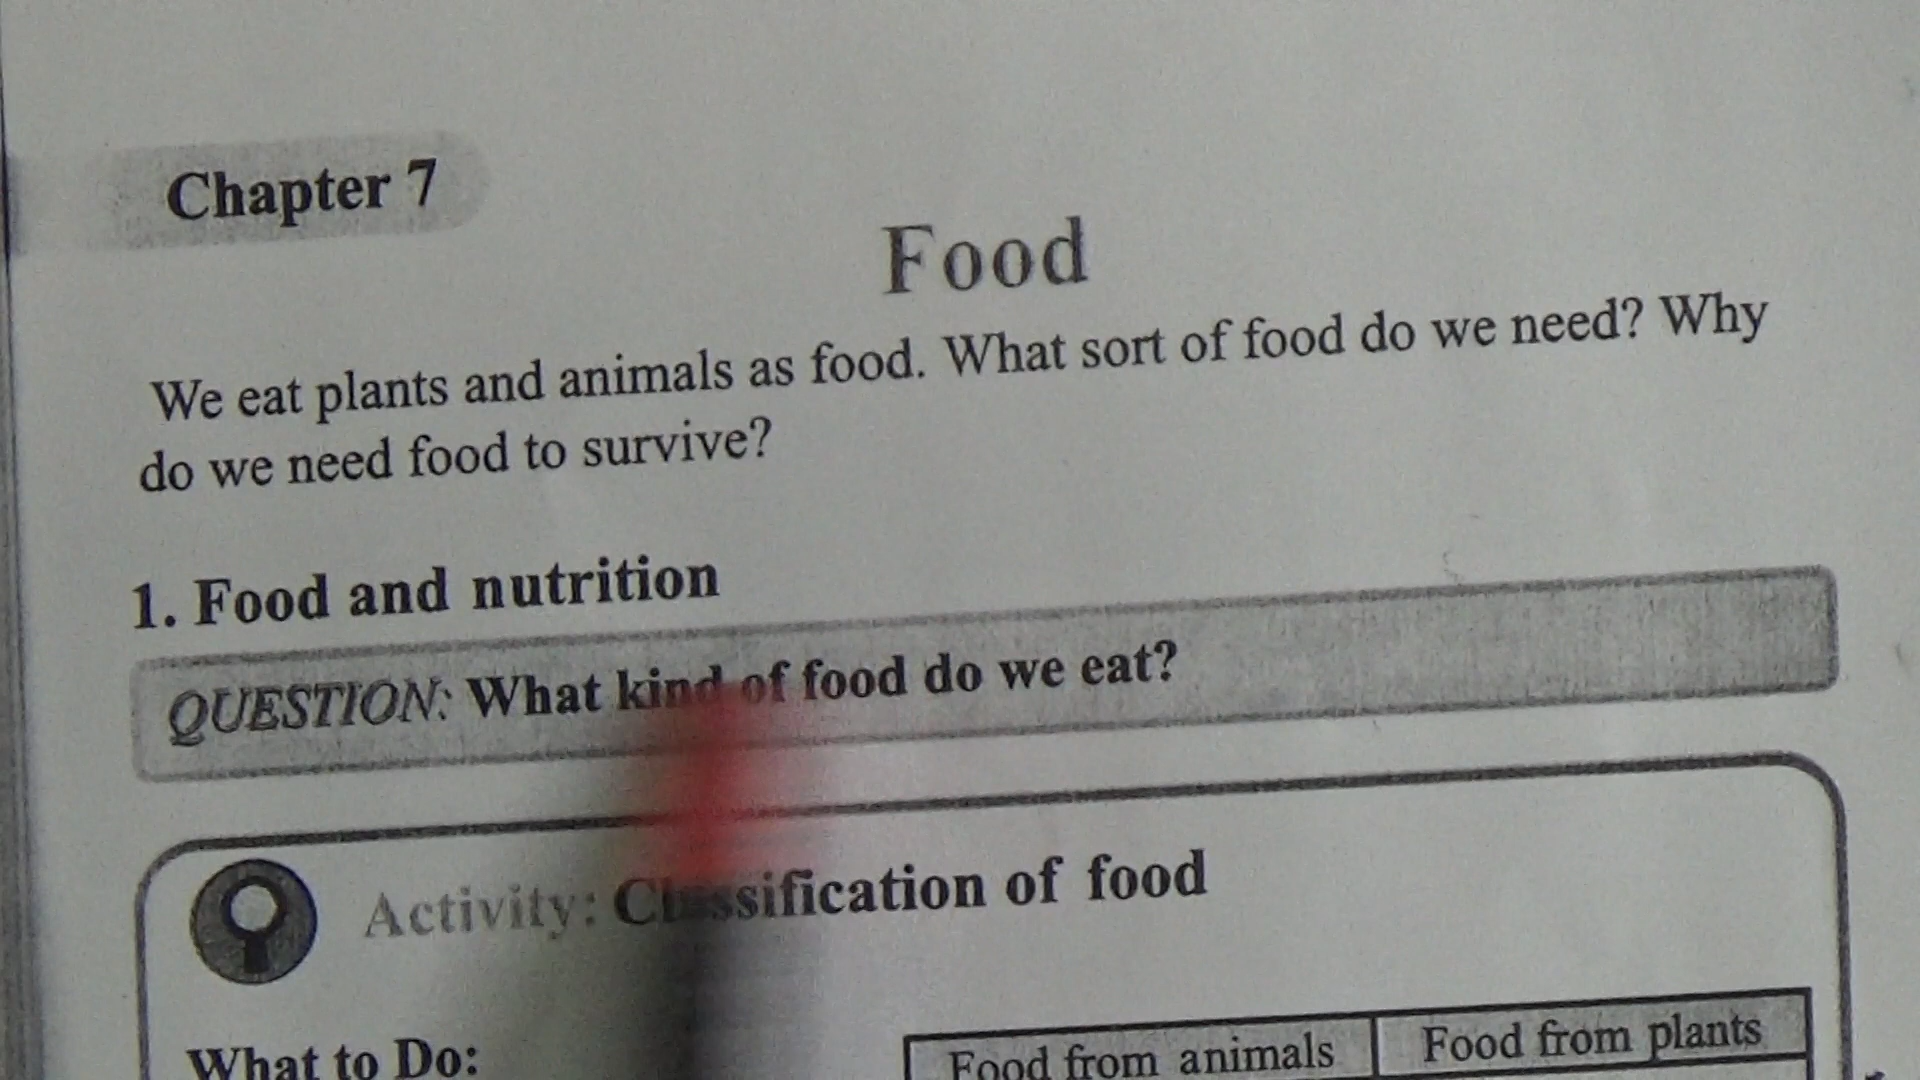 Chapter 7
Food
We eat plants and animals as food. What sort of food do we need? Why
do we need food to survive?
1. Food and nutrition
QUESTION: What kind of food do we eat?
Activity: Classification of food
What to Do:
Food from animals
Food from plants